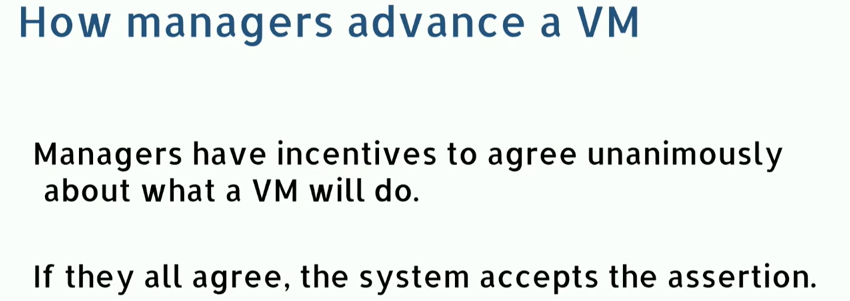 How managers advance a VM
Managers have incentives to agree unanimously
about what a VM will do.
If they all agree, the system accepts the assertion.